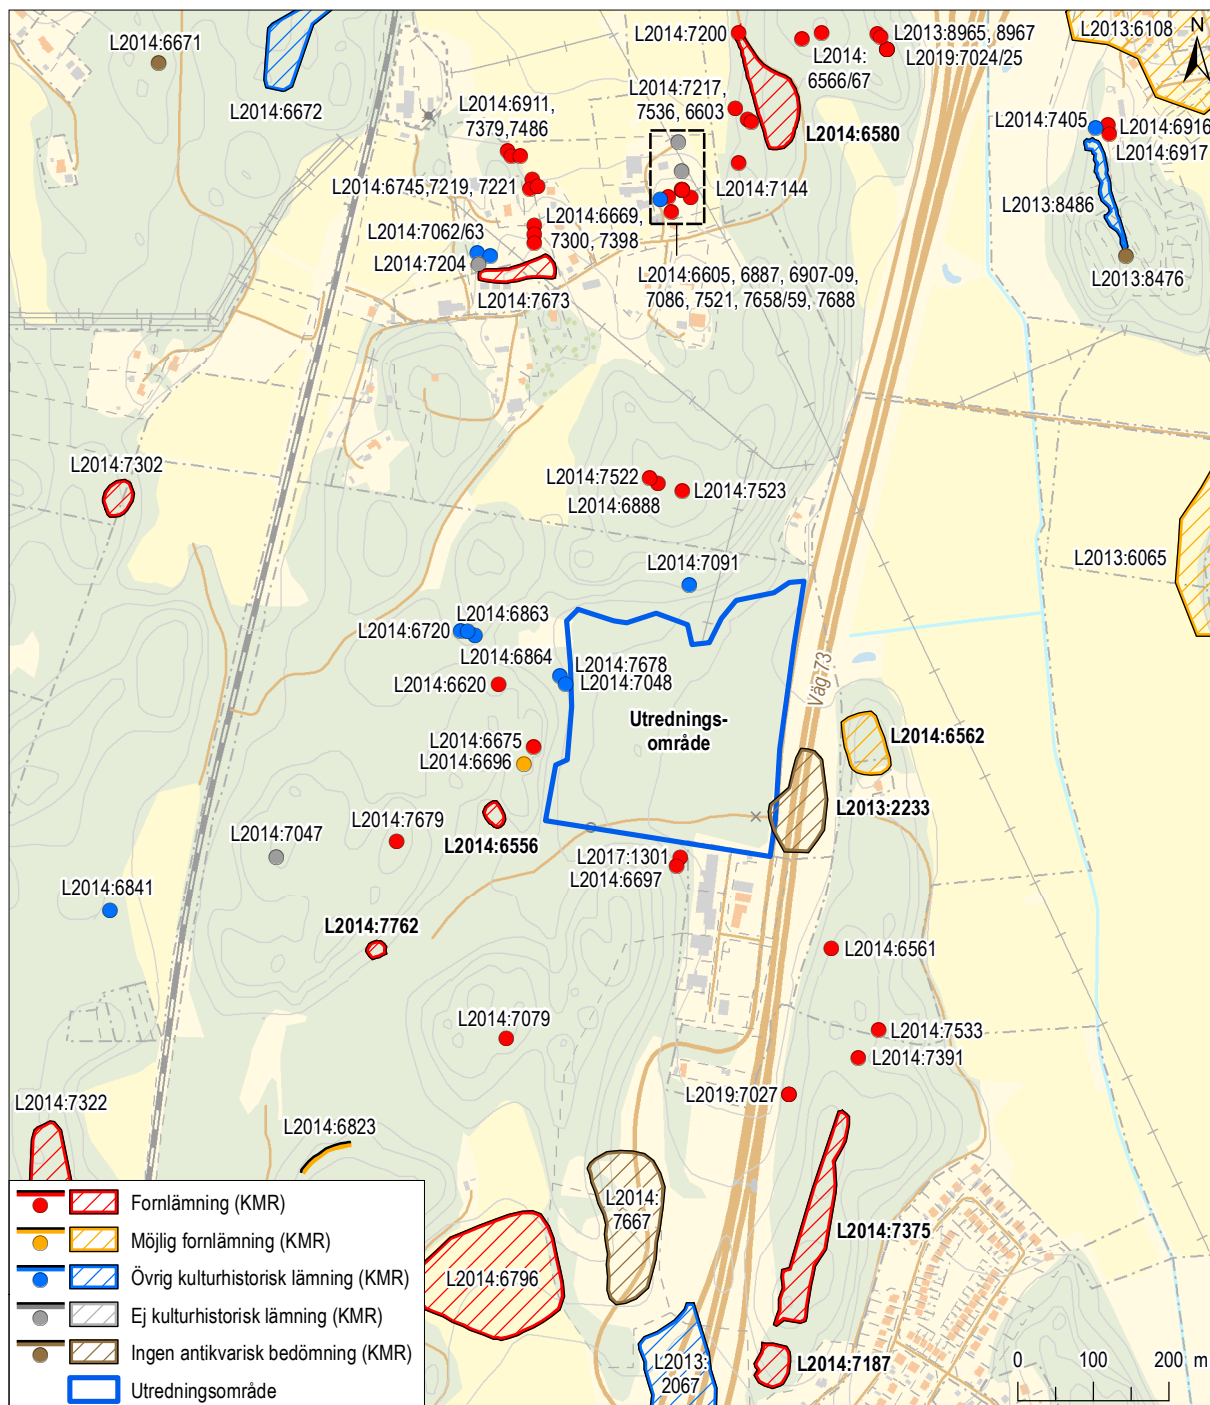 L2014:6671
L2014:6672
L2014:7200
L2013:8965, 8967
L2019:7024/25
L2014:
6566/67
L2013:6108
N
L2014:6911,
7379,7486
L2014:7217,
7536, 6603
L2014:6580
L2014:7405
L2014:6916
L2014:6917
L2014:6745,7219, 7221
L2014:7144
L2014:6669,
7300, 7398
L2013:8486
L2014:7062/63
L2014:7204
L2014:7673
L2014:6605, 6887, 6907-09,
7086, 7521, 7658/59, 7688
L2013:8476
L2014:7302
L2014:7522
L2014:6888
L2014:7523
L2014:7091
L2013:6065
L2014:6863
L2014:6720
L2014:6864
L2014:7678
L2014:7048
L2014:6620
Väg 73
Utrednings-
område
L2014:6562
L2014:6675
L2014:6696
L2013:2233
L2014:7679
L2014:6556
L2014:7047
L2017:1301
L2014:6697
L2014:6841
L2014:7762
L2014:6561
L2014:7079
L2014:7533
L2014:7391
L2019:7027
L2014:7322
L2014:6823
L2014:
7667
L2014:7375
L2014:6796
L2013:
2067
L2014:7187
Fornlämning (KMR)
Möjlig fornlämning (KMR)
Övrig kulturhistorisk lämning (KMR)
Ej kulturhistorisk lämning (KMR)
Ingen antikvarisk bedömning (KMR)
Utredningsområde
0 100 200 m